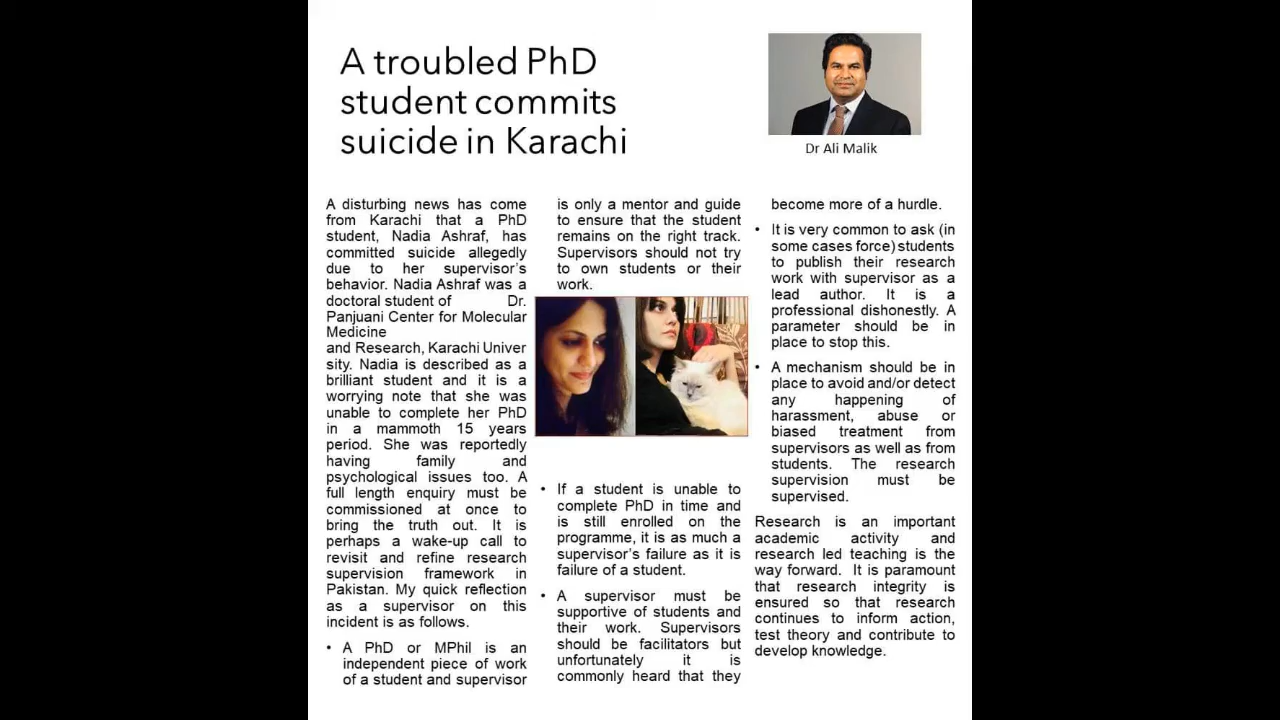 A troubled PhD
student commits
suicide in Karachi
Dr Ali Malik
A disturbing news has come
from Karachi that a PhD
student, Nadia Ashraf, has
committed suicide allegedly
due to her supervisor's
behavior. Nadia Ashraf was a
doctoral student of Dr.
Panjuani Center for Molecular
Medicine
and Research, Karachi Univer
sity. Nadia is described as a
brilliant student and it is a
worrying note that she was
unable to complete her PhD
in a mammoth 15 years
period. She was reportedly
having family and
psychological issues too. A
full length enquiry must be
commissioned at once to
bring the truth out. It is
perhaps a wake-up call to
revisit and refine research
supervision framework in
Pakistan. My quick reflection
as a supervisor on this
incident is as follows.
• A PhD or MPhil is an
independent piece of work
of a student and supervisor
is only a mentor and guide
to ensure that the student
remains on the right track.
Supervisors should not try
to own students or their
work.
• If a student is unable to
complete PhD in time and
is still enrolled on the
programme, it is as much a
supervisor's failure as it is
failure of a student.
• A supervisor must be
supportive of students and
their work. Supervisors
should be facilitators but
unfortunately it is
commonly heard that they
become more of a hurdle.
• It is very common to ask (in
some cases force) students
to publish their research
work with supervisor as a
lead author. It is a
professional dishonestly. A
parameter should be in
place to stop this.
• A mechanism should be in
place to avoid and/or detect
any happening of
harassment, abuse or
biased treatment from
supervisors as well as from
students. The research
supervision must be
supervised.
Research is an important
academic activity and
research led teaching is the
way forward. It is paramount
that research integrity is
ensured so that research
continues to inform action,
test theory and contribute to
develop knowledge.